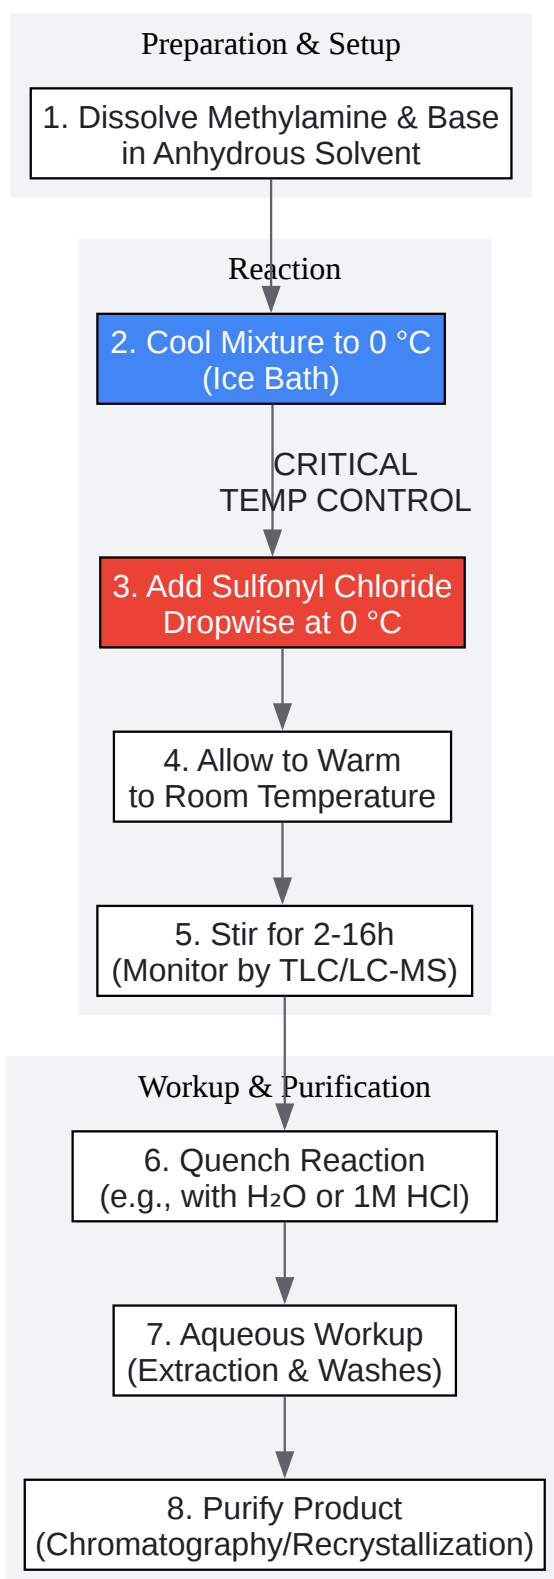 Preparation & Setup
1. Dissolve Methylamine & Base
in Anhydrous Solvent
Reaction
2. Cool Mixture to 0 °C
(Ice Bath)
CRITICAL
TEMP CONTROL
3. Add Sulfonyl Chloride
Dropwise at 0 °C
4. Allow to Warm
to Room Temperature
5. Stir for 2-16h
(Monitor by TLC/LC-MS)
Workup & Purification
6. Quench Reaction
(e.g., with H₂O or 1M HCl)
7. Aqueous Workup
(Extraction & Washes)
8. Purify Product
(Chromatography/Recrystallization)